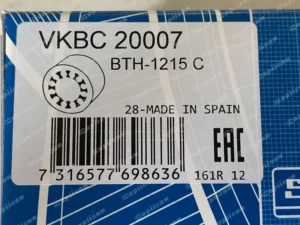 VKBC 20007
BTH-1215 C
28-MADE IN SPAIN
EAC
7 316577 698636
161R 12
S